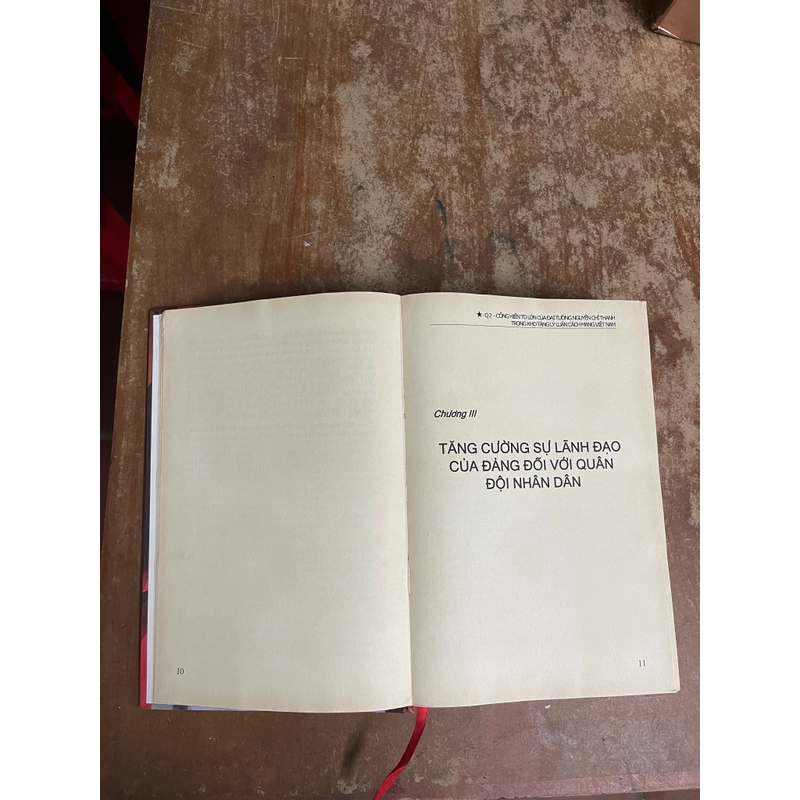 ★ - Q2 - CỐNG HIẾN TO LỚN CỦA ĐẠI TƯỚNG NGUYỄN CHÍ THANH
TRONG KHO TÀNG LÝ LUẬN CÁCH MẠNG VIỆT NAM
Chương III
TĂNG CƯỜNG SỰ LÃNH ĐẠO
CỦA ĐẢNG ĐỐI VỚI QUÂN
ĐỘI NHÂN DÂN
10
11